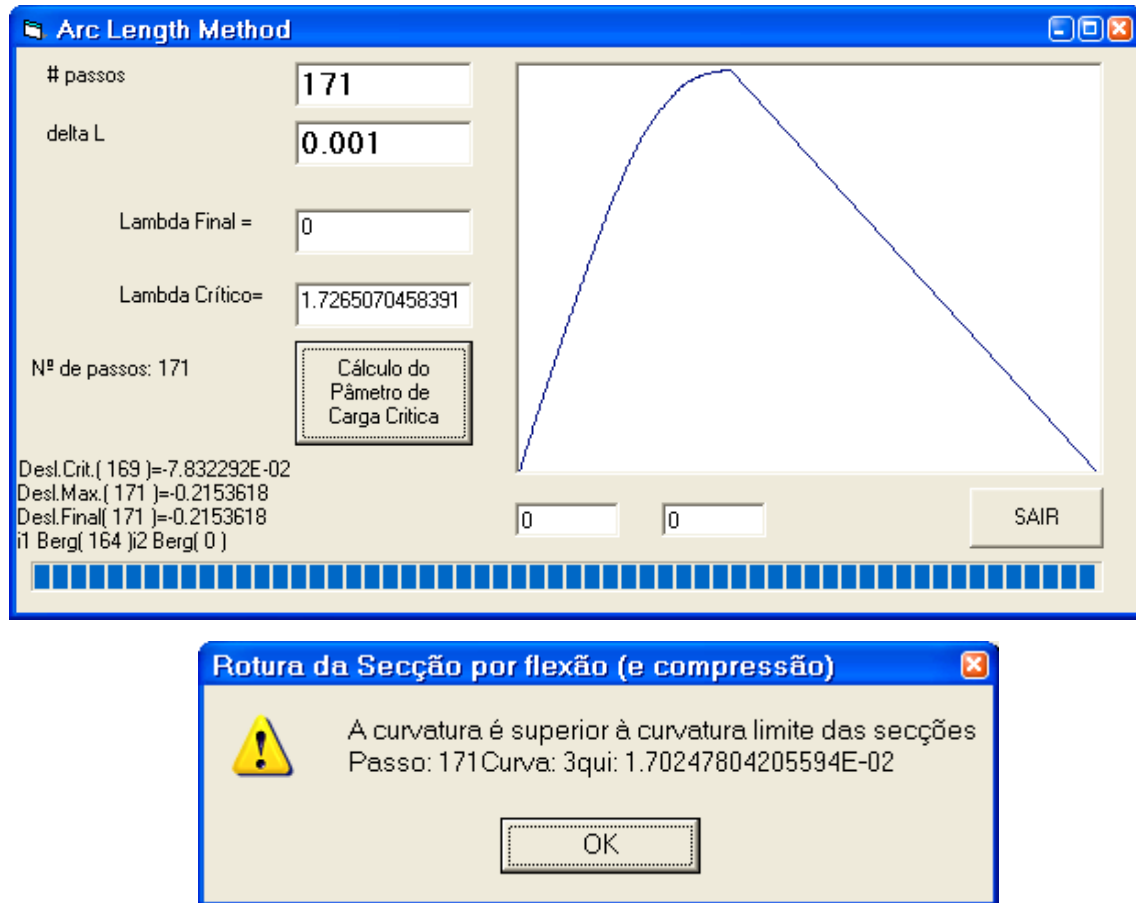 Arc Length Method
# passos
171
delta L
0.001
Lambda Final =
0
Lambda Crítico=
1.7265070458391
Nº de passos: 171
Cálculo do
Pâmetro de
Carga Critica
Desl.Crit.( 169 )=-7.832292E-02
Desl.Max.( 171 )=-0.2153618
Desl.Final( 171 )=-0.2153618
i1 Berg( 164 )i2 Berg( 0 )
0
0
SAIR
Rotura da Secção por flexão (e compressão)
A curvatura é superior à curvatura limite das secções
Passo: 171Curva: 3qui: 1.70247804205594E-02
OK